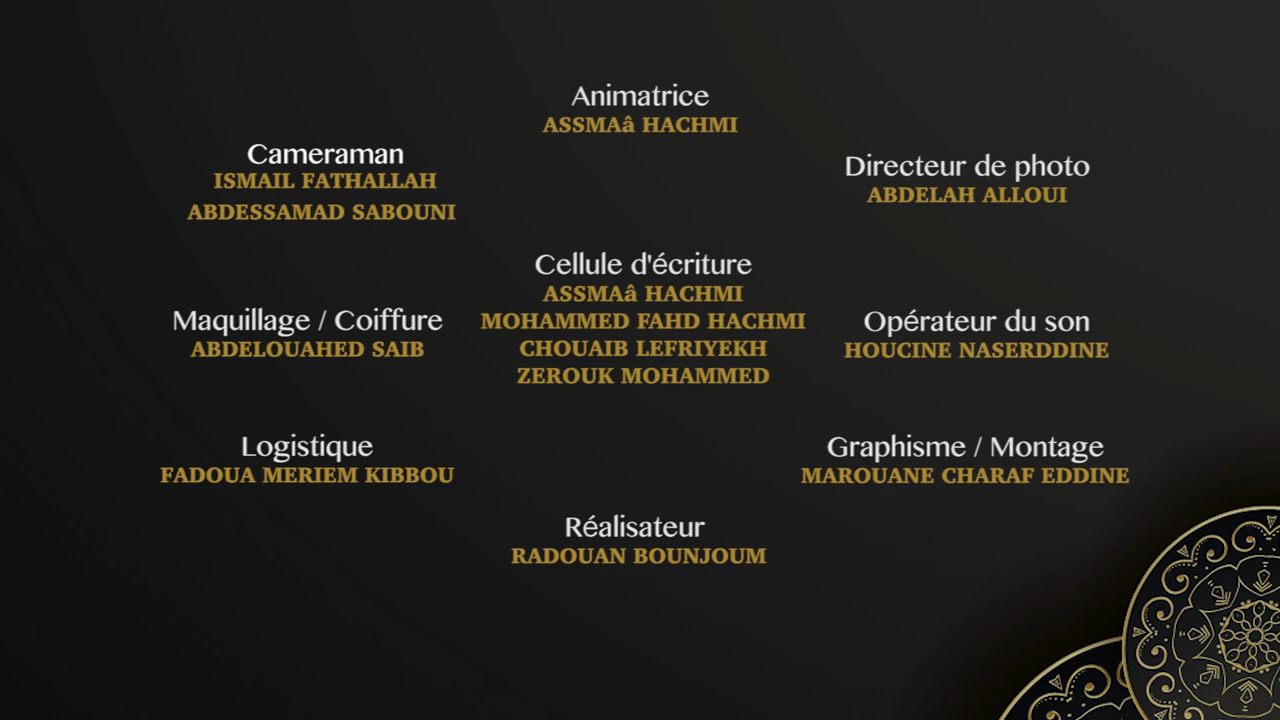 Animatrice
ASSMAâ HACHMI
Cameraman
ISMAIL FATHALLAH
ABDESSAMAD SABOUNI
Directeur de photo
ABDELAH ALLOUI
Cellule d'écriture
ASSMAâ HACHMI
MOHAMMED FAHD HACHMI
CHOUAIB LEFRIYEKH
ZEROUK MOHAMMED
Maquillage / Coiffure
ABDELOUAHED SAIB
Opérateur du son
HOUCINE NASERDDINE
Logistique
FADOUA MERIEM KIBBOU
Graphisme / Montage
MAROUANE CHARAF EDDINE
Réalisateur
RADOUAN BOUNJOUM